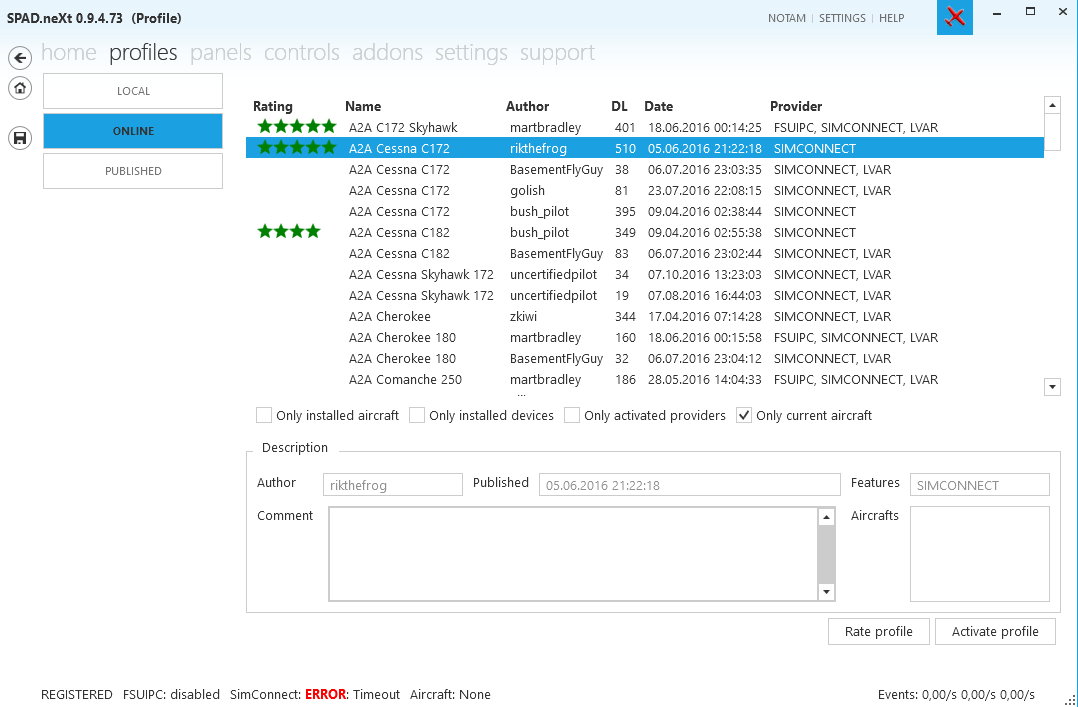 SPAD.neXt 0.9.4.73 (Profile)
NOTAM | SETTINGS | HELP
home profiles panels controls addons settings support
LOCAL
ONLINE
PUBLISHED
Rating Name Author DL Date Provider
A2A C172 Skyhawk martbradley 401 18.06.2016 00:14:25 FSUIPC, SIMCONNECT, LVAR
A2A Cessna C172 rikthefrog 510 05.06.2016 21:22:18 SIMCONNECT
A2A Cessna C172 BasementFlyGuy 38 06.07.2016 23:03:35 SIMCONNECT, LVAR
A2A Cessna C172 golish 81 23.07.2016 22:08:15 SIMCONNECT, LVAR
A2A Cessna C172 bush_pilot 395 09.04.2016 02:38:44 SIMCONNECT
A2A Cessna C182 bush_pilot 349 09.04.2016 02:55:38 SIMCONNECT
A2A Cessna C182 BasementFlyGuy 83 06.07.2016 23:02:44 SIMCONNECT, LVAR
A2A Cessna Skyhawk 172 uncertifiedpilot 34 07.10.2016 13:23:03 SIMCONNECT, LVAR
A2A Cessna Skyhawk 172 uncertifiedpilot 19 07.08.2016 16:44:03 SIMCONNECT, LVAR
A2A Cherokee zkiwi 344 17.04.2016 07:14:28 SIMCONNECT, LVAR
A2A Cherokee 180 martbradley 160 18.06.2016 00:15:58 FSUIPC, SIMCONNECT, LVAR
A2A Cherokee 180 BasementFlyGuy 32 06.07.2016 23:04:12 SIMCONNECT, LVAR
A2A Comanche 250 martbradley 186 28.05.2016 14:04:33 FSUIPC, SIMCONNECT, LVAR
Only installed aircraft Only installed devices Only activated providers Only current aircraft
Description
Author rikthefrog Published 05.06.2016 21:22:18 Features SIMCONNECT
Comment Aircrafts
Rate profile Activate profile
REGISTERED FSUIPC: disabled SimConnect: ERROR: Timeout Aircraft: None Events: 0,00/s 0,00/s 0,00/s